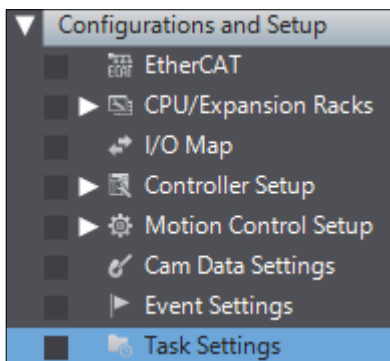 Configurations and Setup
EtherCAT
CPU/Expansion Racks
I/O Map
Controller Setup
Motion Control Setup
Cam Data Settings
Event Settings
Task Settings